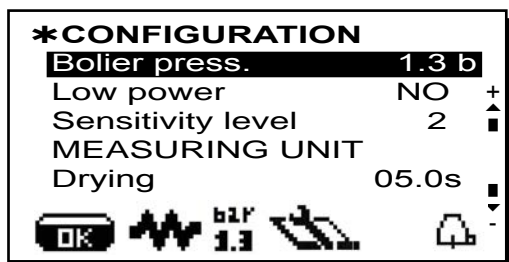 *CONFIGURATION
Bolier press. 1.3 b
Low power NO +
Sensitivity level 2
MEASURING UNIT
Drying 05.0s
-
OK blr 1.3